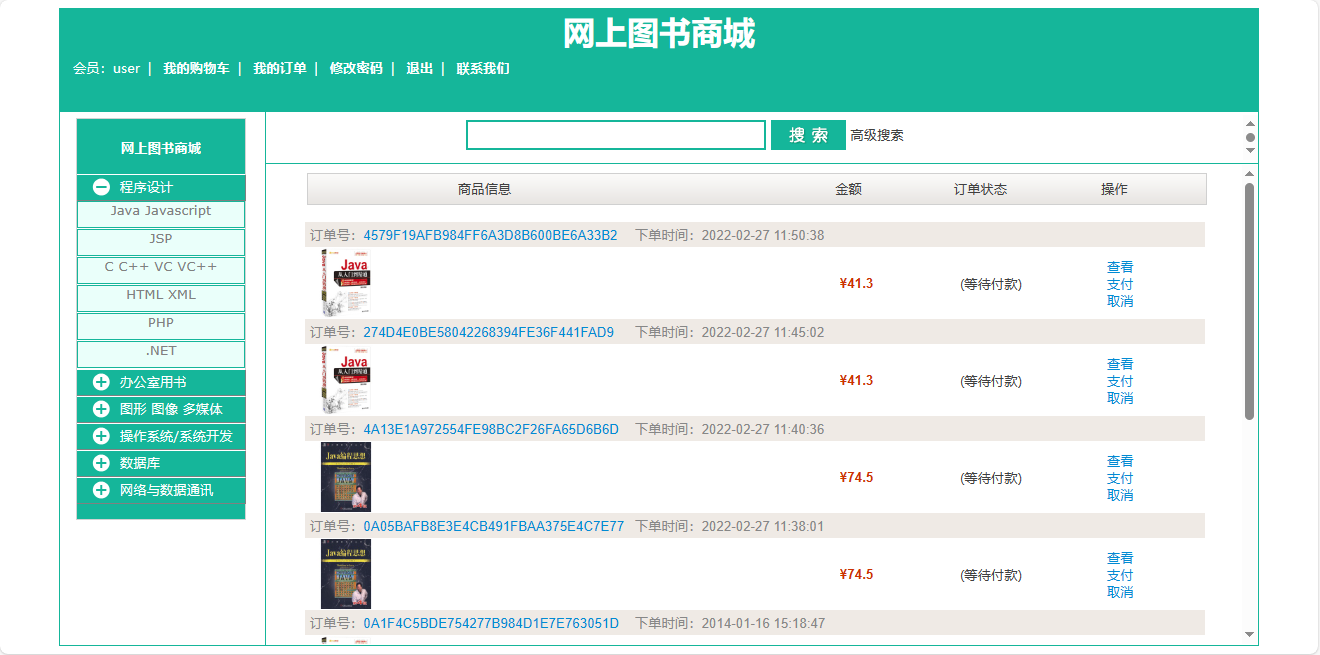 网上图书商城
会员：user | 我的购物车 | 我的订单 | 修改密码 | 退出 | 联系我们
网上图书商城
程序设计
Java Javascript
JSP
C C++ VC VC++
HTML XML
PHP
.NET
办公室用书
图形 图像 多媒体
操作系统/系统开发
数据库
网络与数据通讯
搜 索 高级搜索
商品信息 金额 订单状态 操作
订单号：4579F19AFB984FF6A3D8B600BE6A33B2 下单时间：2022-02-27 11:50:38
Java
从入门到精通
¥41.3 (等待付款)
查看
支付
取消
订单号：274D4E0BE58042268394FE36F441FAD9 下单时间：2022-02-27 11:45:02
Java
从入门到精通
¥41.3 (等待付款)
查看
支付
取消
订单号：4A13E1A972554FE98BC2F26FA65D6B6D 下单时间：2022-02-27 11:40:36
Java编程思想
JAVA
¥74.5 (等待付款)
查看
支付
取消
订单号：0A05BAFB8E3E4CB491FBAA375E4C7E77 下单时间：2022-02-27 11:38:01
Java编程思想
JAVA
¥74.5 (等待付款)
查看
支付
取消
订单号：0A1F4C5BDE754277B984D1E7E763051D 下单时间：2014-01-16 15:18:47